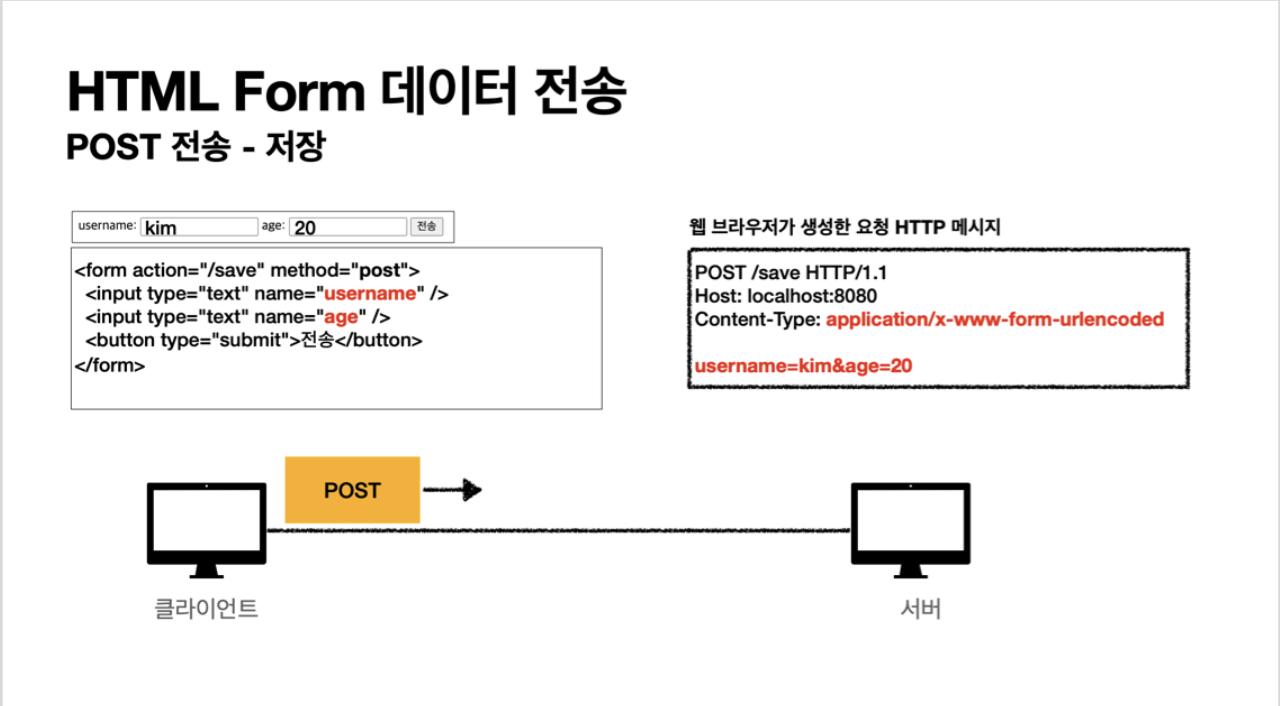 HTML Form 데이터 전송
POST 전송 - 저장
username: kim age: 20 전송
<form action="/save" method="post">
<input type="text" name="username" />
<input type="text" name="age" />
<button type="submit">전송</button>
</form>
웹 브라우저가 생성한 요청 HTTP 메시지
POST /save HTTP/1.1
Host: localhost:8080
Content-Type: application/x-www-form-urlencoded
username=kim&age=20
POST
클라이언트
서버